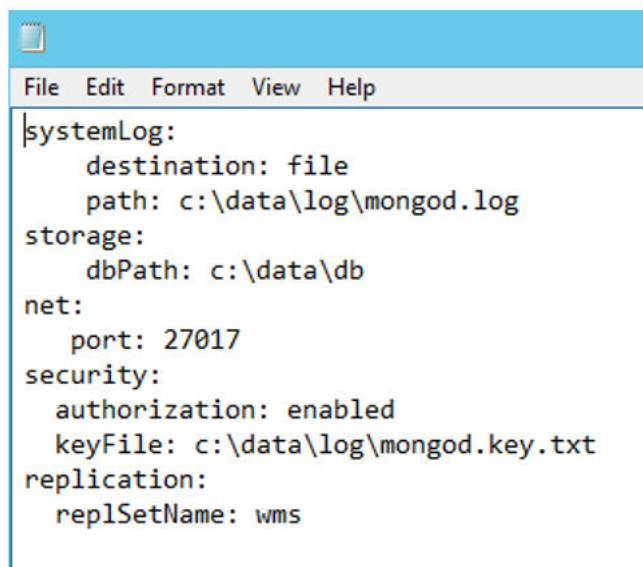 File Edit Format View Help
systemLog:
    destination: file
    path: c:\data\log\mongod.log
storage:
    dbPath: c:\data\db
net:
   port: 27017
security:
  authorization: enabled
  keyFile: c:\data\log\mongod.key.txt
replication:
  replSetName: wms